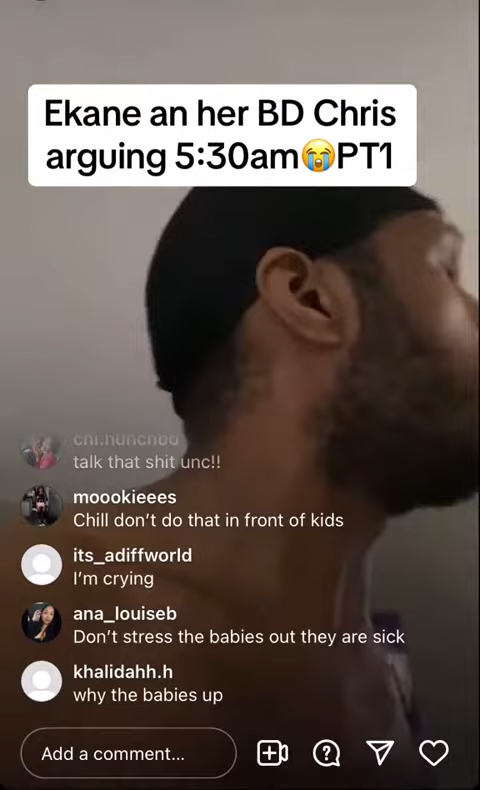 Ekane an her BD Chris
arguing 5:30am😭PT1
talk that shit unc!!
moookieees
Chill don't do that in front of kids
its_adiffworld
I'm crying
ana_louiseb
Don't stress the babies out they are sick
khalidahh.h
why the babies up
Add a comment...